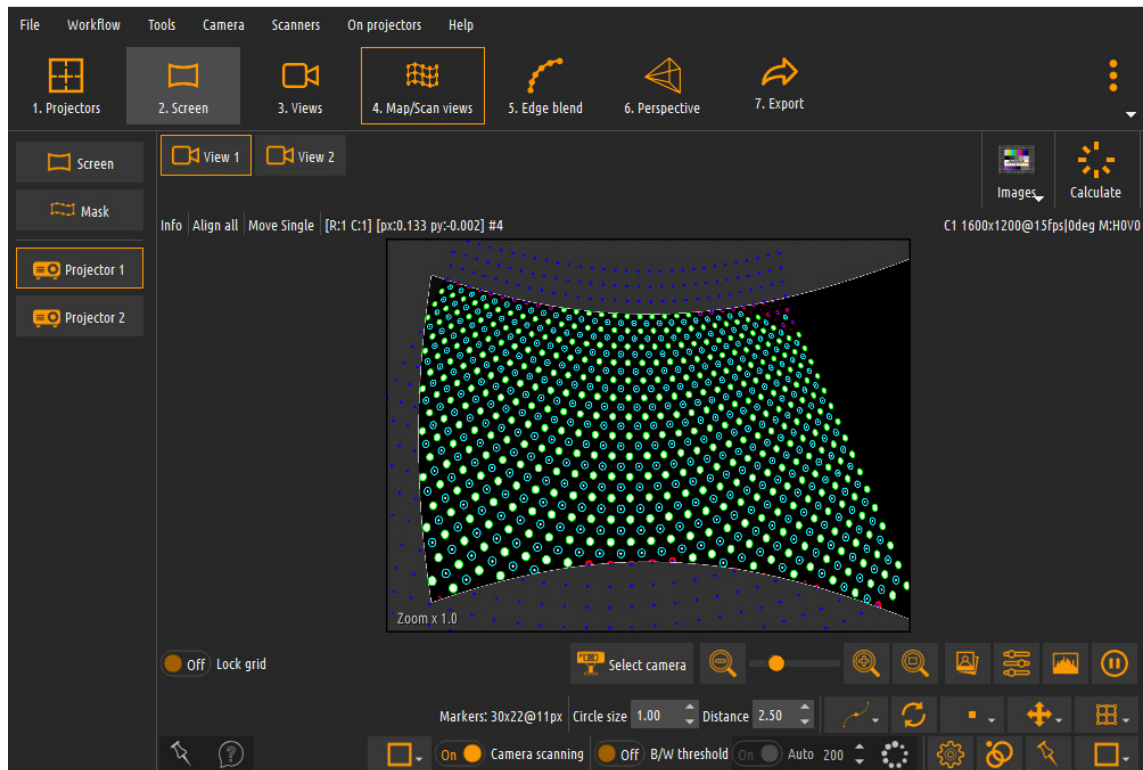 File Workflow Tools Camera Scanners On projectors Help
1. Projectors 2. Screen 3. Views 4. Map/Scan views 5. Edge blend 6. Perspective 7. Export
Screen View 1 View 2
Images Calculate
Mask
Info Align all Move Single [R:1 C:1] [px:0.133 py:-0.002] #4 C1 1600x1200@15fps|0deg M:H0V0
Projector 1
Projector 2
Zoom x 1.0
Off Lock grid Select camera
Markers: 30x22@11px Circle size 1.00 Distance 2.50
On Camera scanning Off B/W threshold On Auto 200